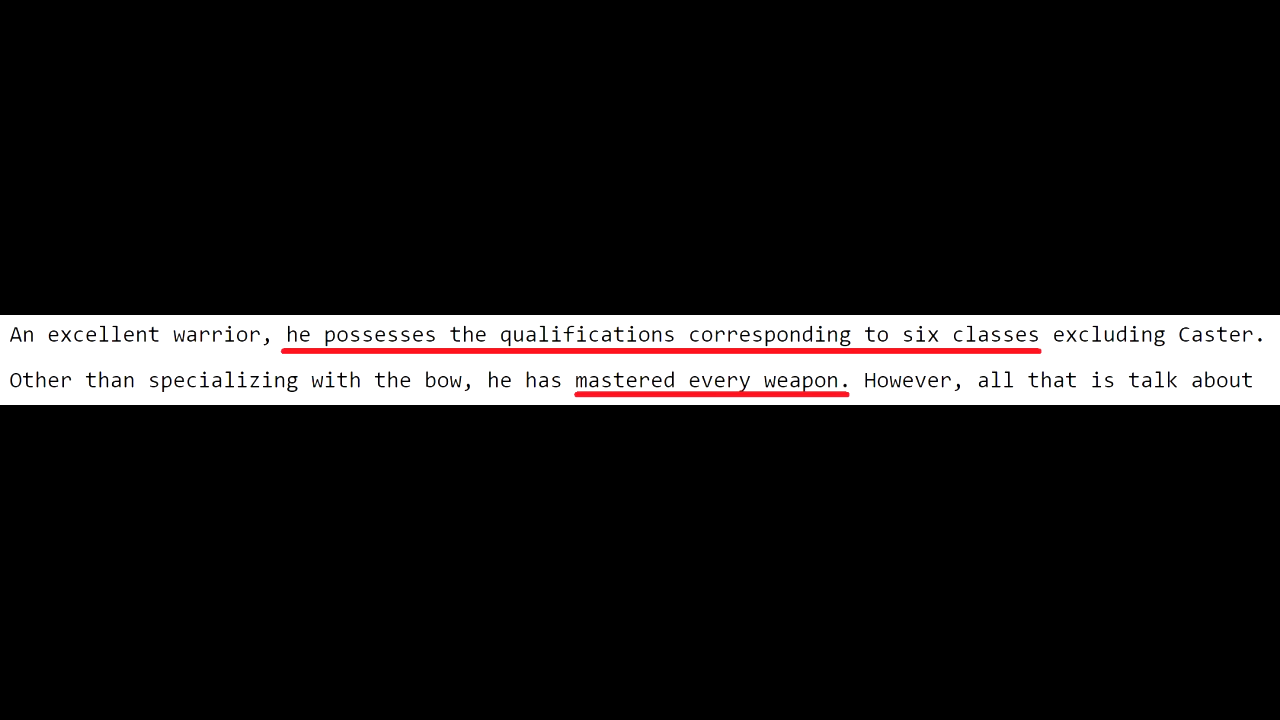 An excellent warrior, he possesses the qualifications corresponding to six classes excluding Caster.
Other than specializing with the bow, he has mastered every weapon. However, all that is talk about